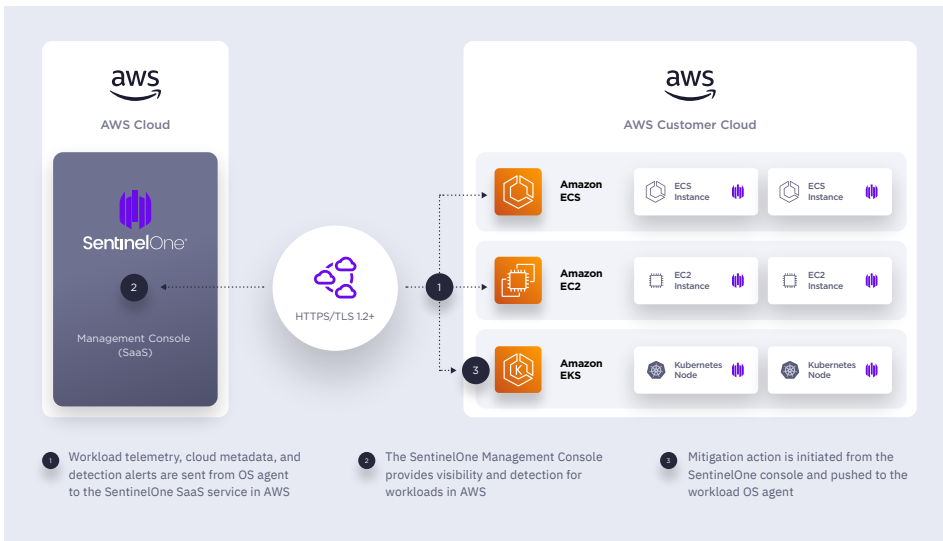 aws
AWS Cloud
SentinelOne®
2
Management Console
(SaaS)
HTTPS/TLS 1.2+
1
3
aws
AWS Customer Cloud
Amazon
ECS
ECS
Instance
ECS
Instance
Amazon
EC2
EC2
Instance
EC2
Instance
Amazon
EKS
K
Kubernetes
Node
Kubernetes
Node
1
Workload telemetry, cloud metadata, and
detection alerts are sent from OS agent
to the SentinelOne SaaS service in AWS
2
The SentinelOne Management Console
provides visibility and detection for
workloads in AWS
3
Mitigation action is initiated from the
SentinelOne console and pushed to the
workload OS agent